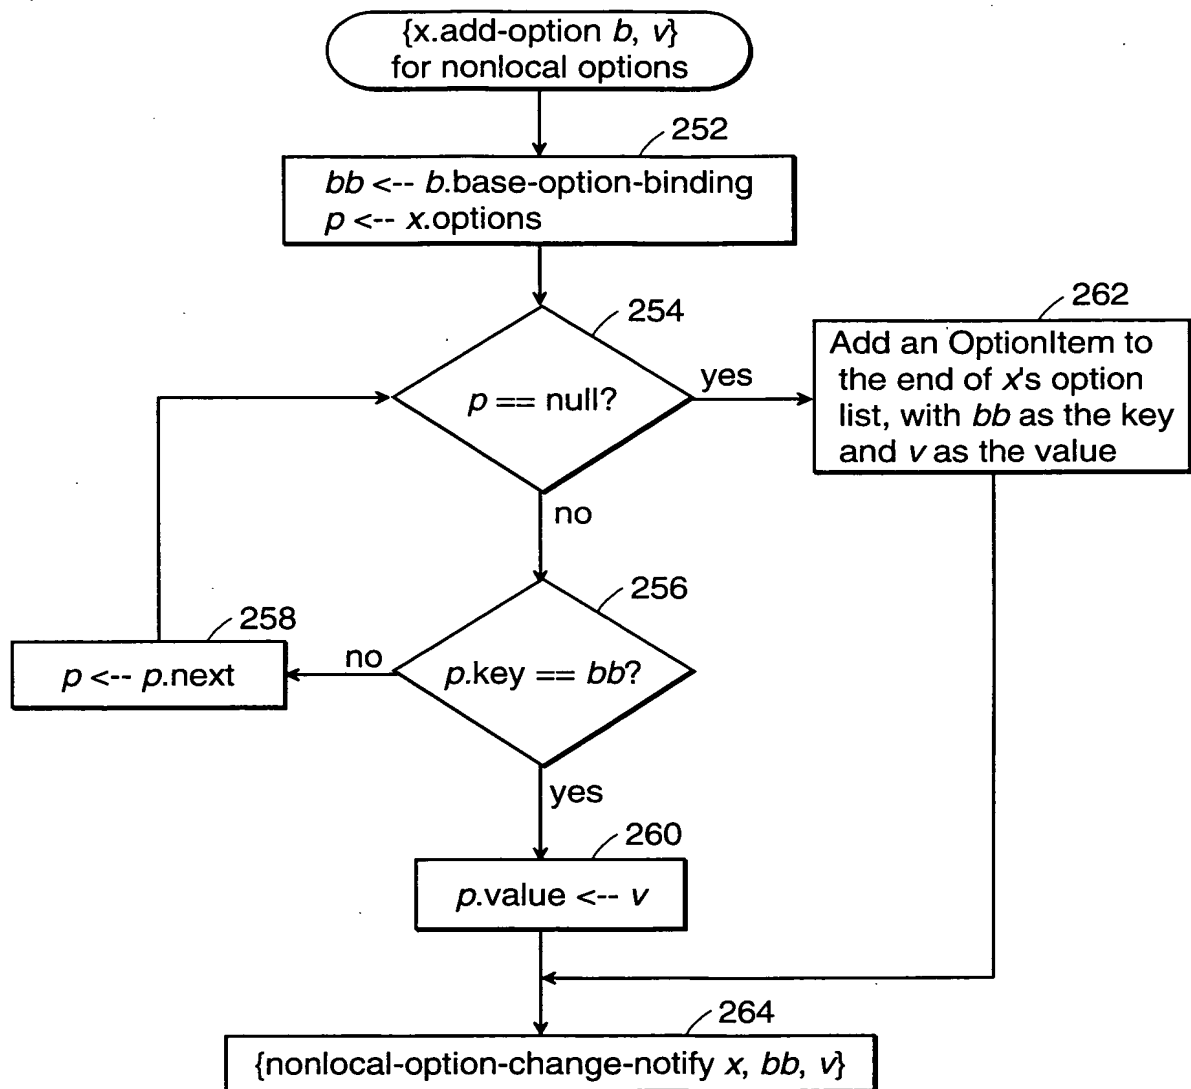 {x.add-option b, v}
for nonlocal options
252
bb <-- b.base-option-binding
p <-- x.options
254
p == null?
yes
262
Add an OptionItem to
the end of x's option
list, with bb as the key
and v as the value
no
256
p.key == bb?
no
258
p <-- p.next
yes
260
p.value <-- v
264
{nonlocal-option-change-notify x, bb, v}